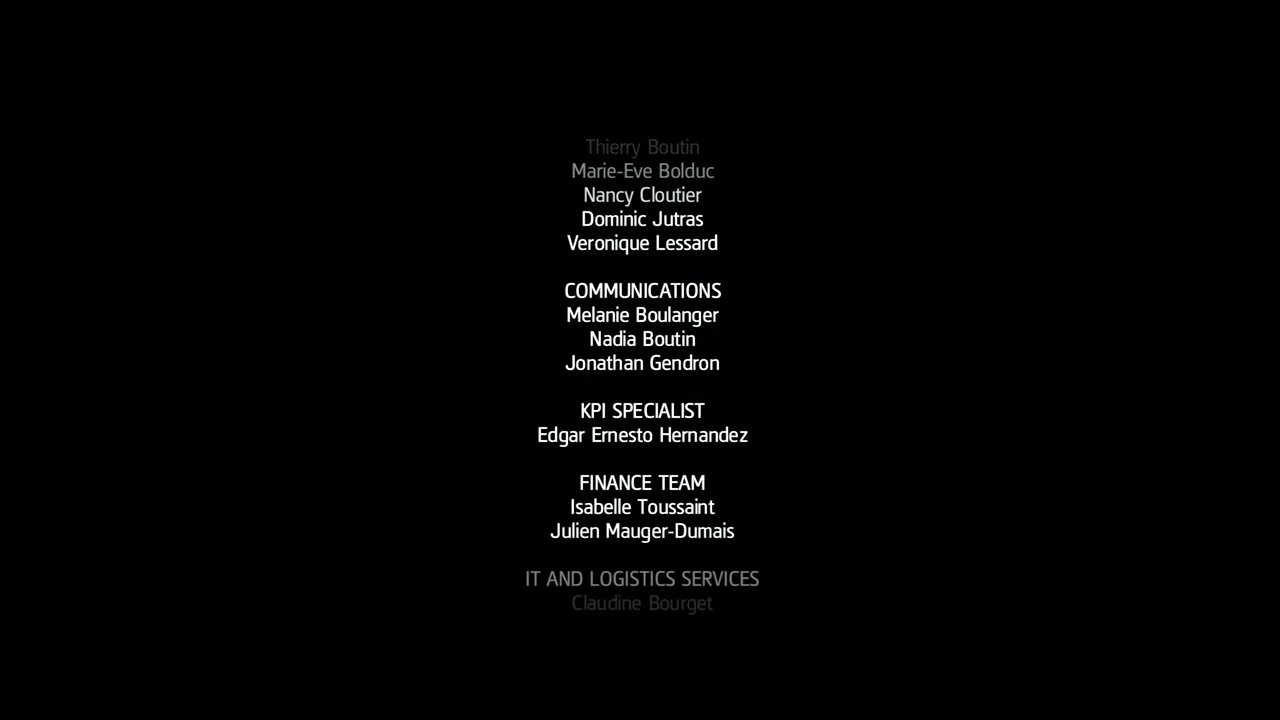 Thierry Boutin
Marie-Eve Bolduc
Nancy Cloutier
Dominic Jutras
Veronique Lessard
COMMUNICATIONS
Melanie Boulanger
Nadia Boutin
Jonathan Gendron
KPI SPECIALIST
Edgar Ernesto Hernandez
FINANCE TEAM
Isabelle Toussaint
Julien Mauger-Dumais
IT AND LOGISTICS SERVICES
Claudine Bourget